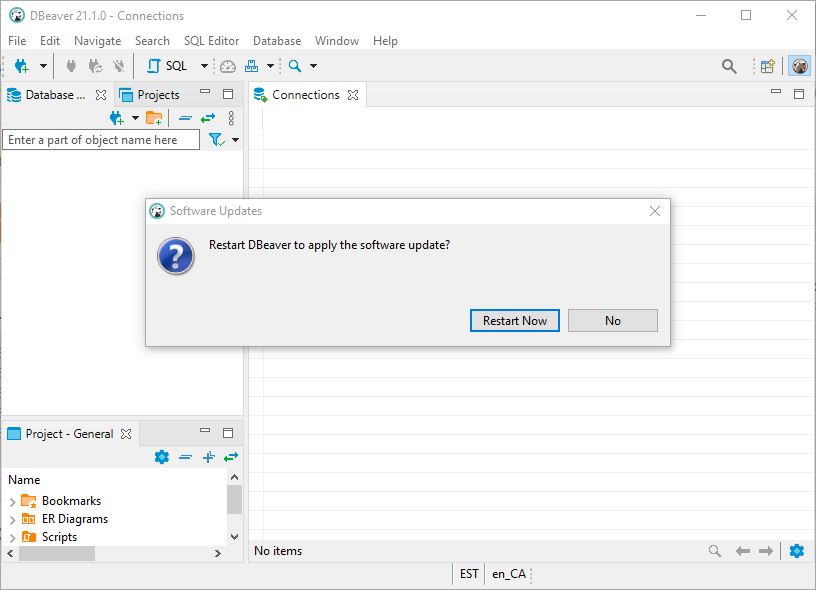 DBeaver 21.1.0 - Connections
File Edit Navigate Search SQL Editor Database Window Help
SQL
Database ... Projects
Connections
Enter a part of object name here
Software Updates
Restart DBeaver to apply the software update?
Restart Now No
Project - General
Name
Bookmarks
ER Diagrams
Scripts
No items
EST en_CA